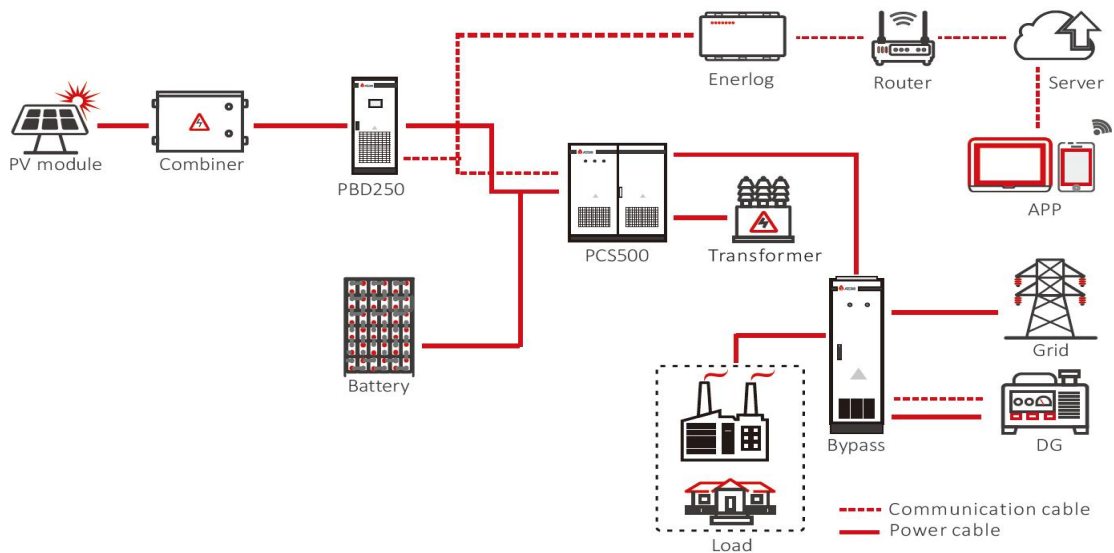 Enerlog
Router
Server
PV module
Combiner
PBD250
APP
PCS500
Transformer
Grid
Battery
Bypass
DG
Load
Communication cable
Power cable